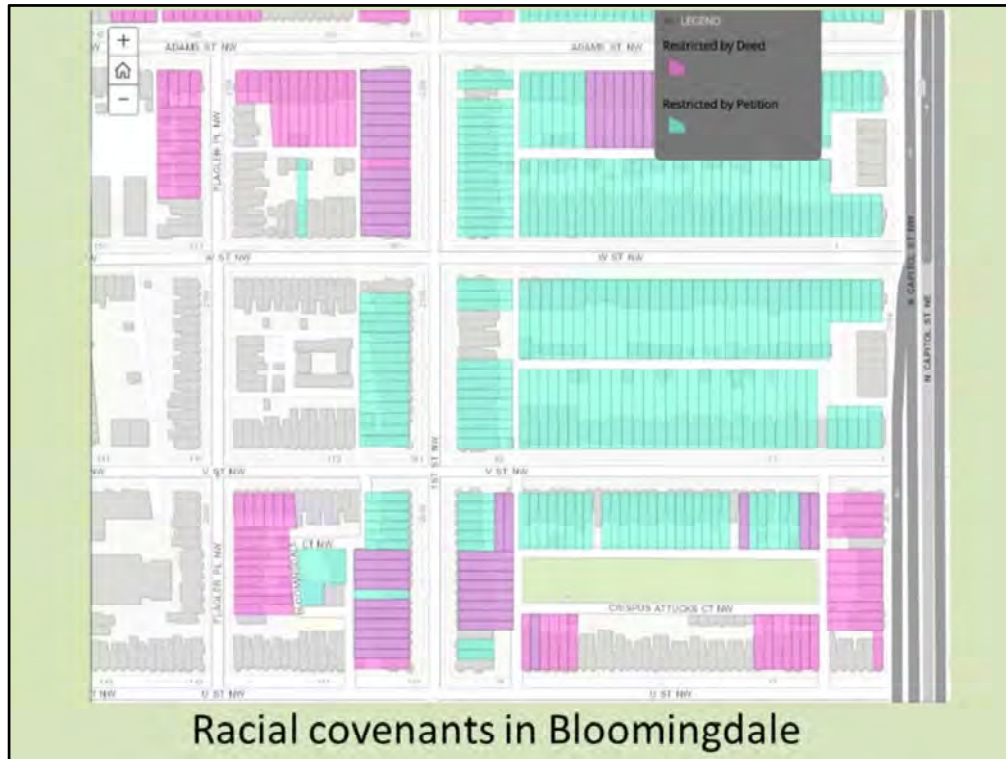 +
−
LEGEND
Restricted by Deed
Restricted by Petition
ADAMS ST NW
ADAMS ST NW
FLAGLER PL NW
W ST NW
W ST NW
N CAPITOL ST NW
N CAPITOL ST NE
1ST ST NW
V ST NW
V ST NW
FLAGLER PL NW
CT NW
CRISPUS ATTUCKS CT NW
U ST NW
U ST NW
Racial covenants in Bloomingdale